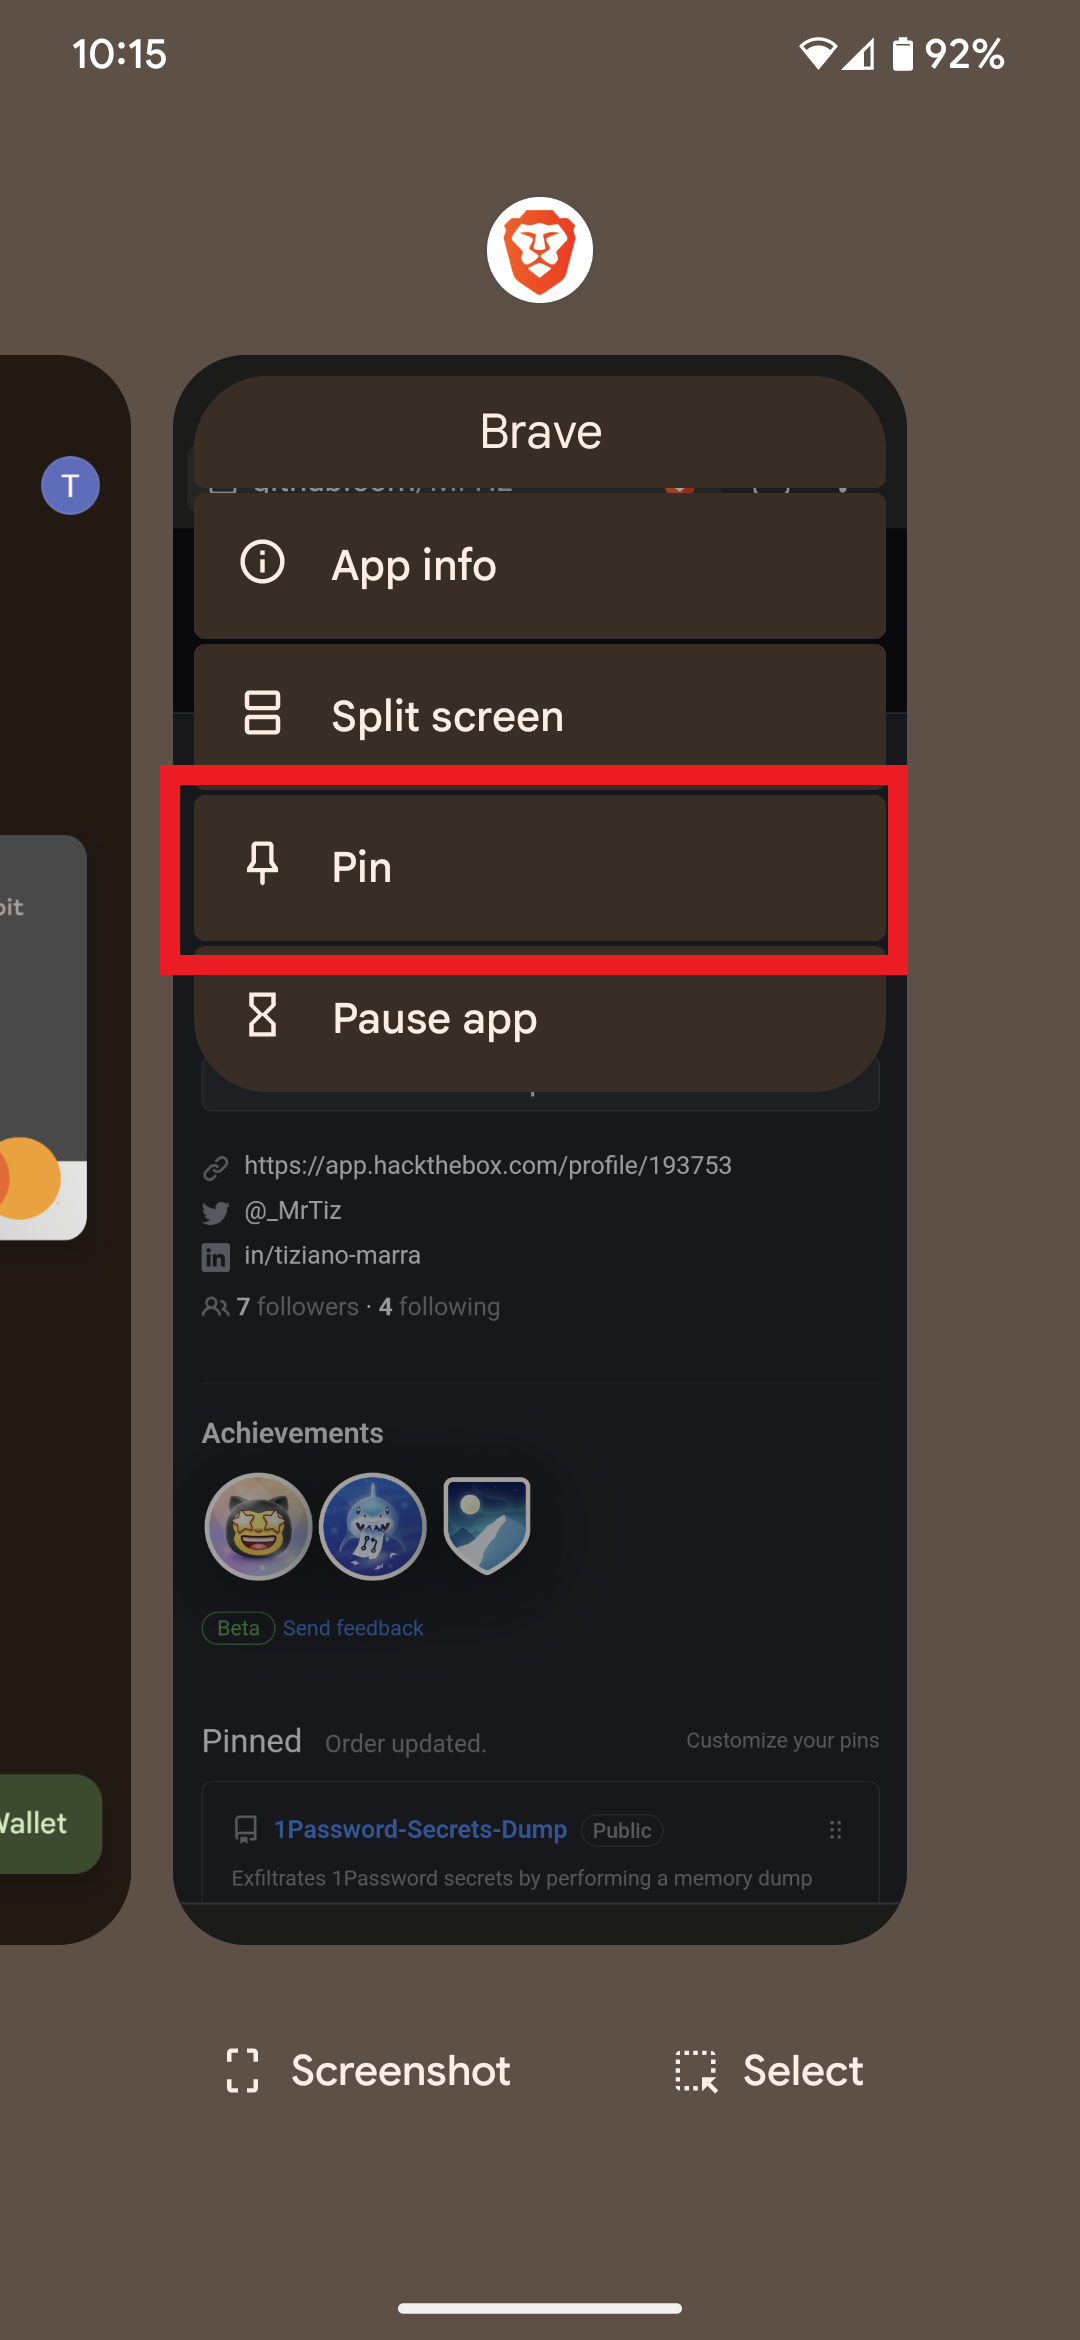 10:15 92%
Brave
T
App info
Split screen
Pin
Pause app
https://app.hackthebox.com/profile/193753
@_MrTiz
in/tiziano-marra
7 followers · 4 following
Achievements
Beta Send feedback
Pinned Order updated. Customize your pins
Wallet
1Password-Secrets-Dump Public
Exfiltrates 1Password secrets by performing a memory dump
Screenshot Select